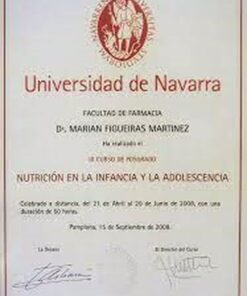 Universidad de Navarra
FACULTAD DE FARMACIA
Dª. MARIAN FIGUEIRAS MARTINEZ
Ha realizado el
III CURSO DE POSGRADO
NUTRICIÓN EN LA INFANCIA Y LA ADOLESCENCIA
Celebrado a distancia, del 21 de Abril al 20 de Junio de 2008, con una
duración de 60 horas.
Pamplona, 15 de Septiembre de 2008.
La Decana
El Director del Curso